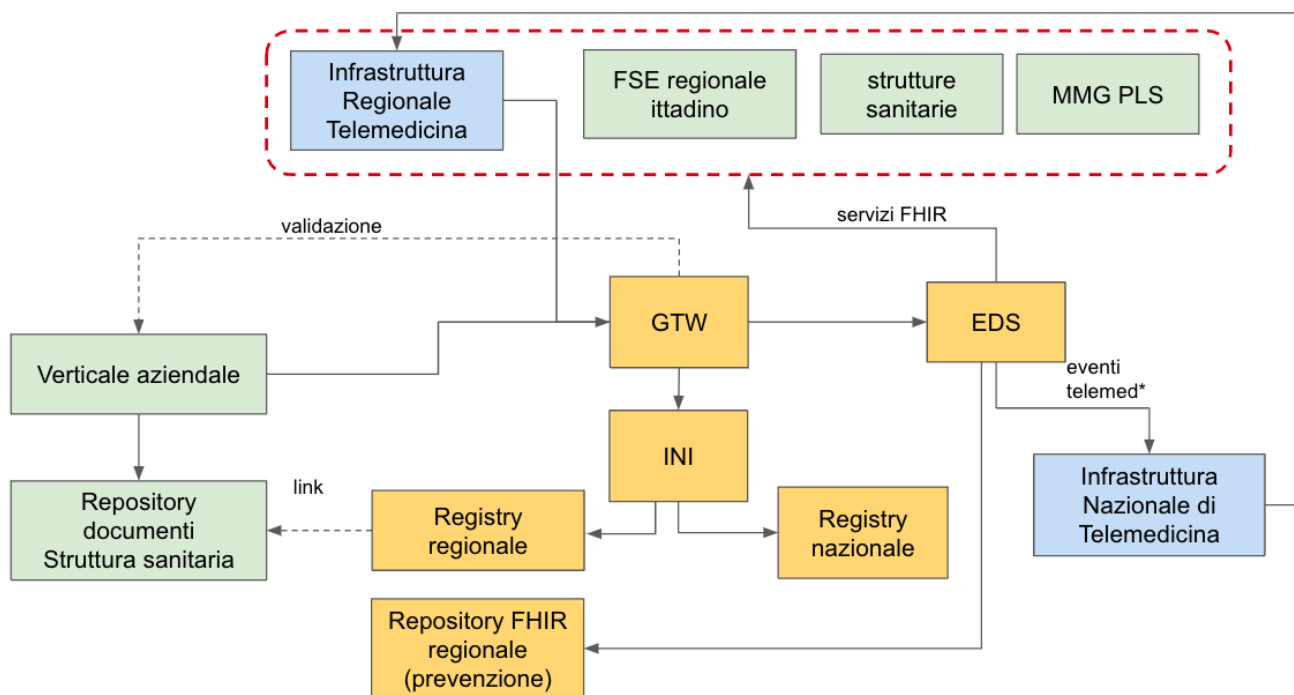 Infrastruttura
Regionale
Telemedicina
FSE regionale
ittadino
strutture
sanitarie
MMG PLS
validazione
servizi FHIR
GTW
EDS
Verticale aziendale
eventi
telemed*
INI
link
Repository
documenti
Struttura sanitaria
Registry
regionale
Registry
nazionale
Infrastruttura
Nazionale di
Telemedicina
Repository FHIR
regionale
(prevenzione)